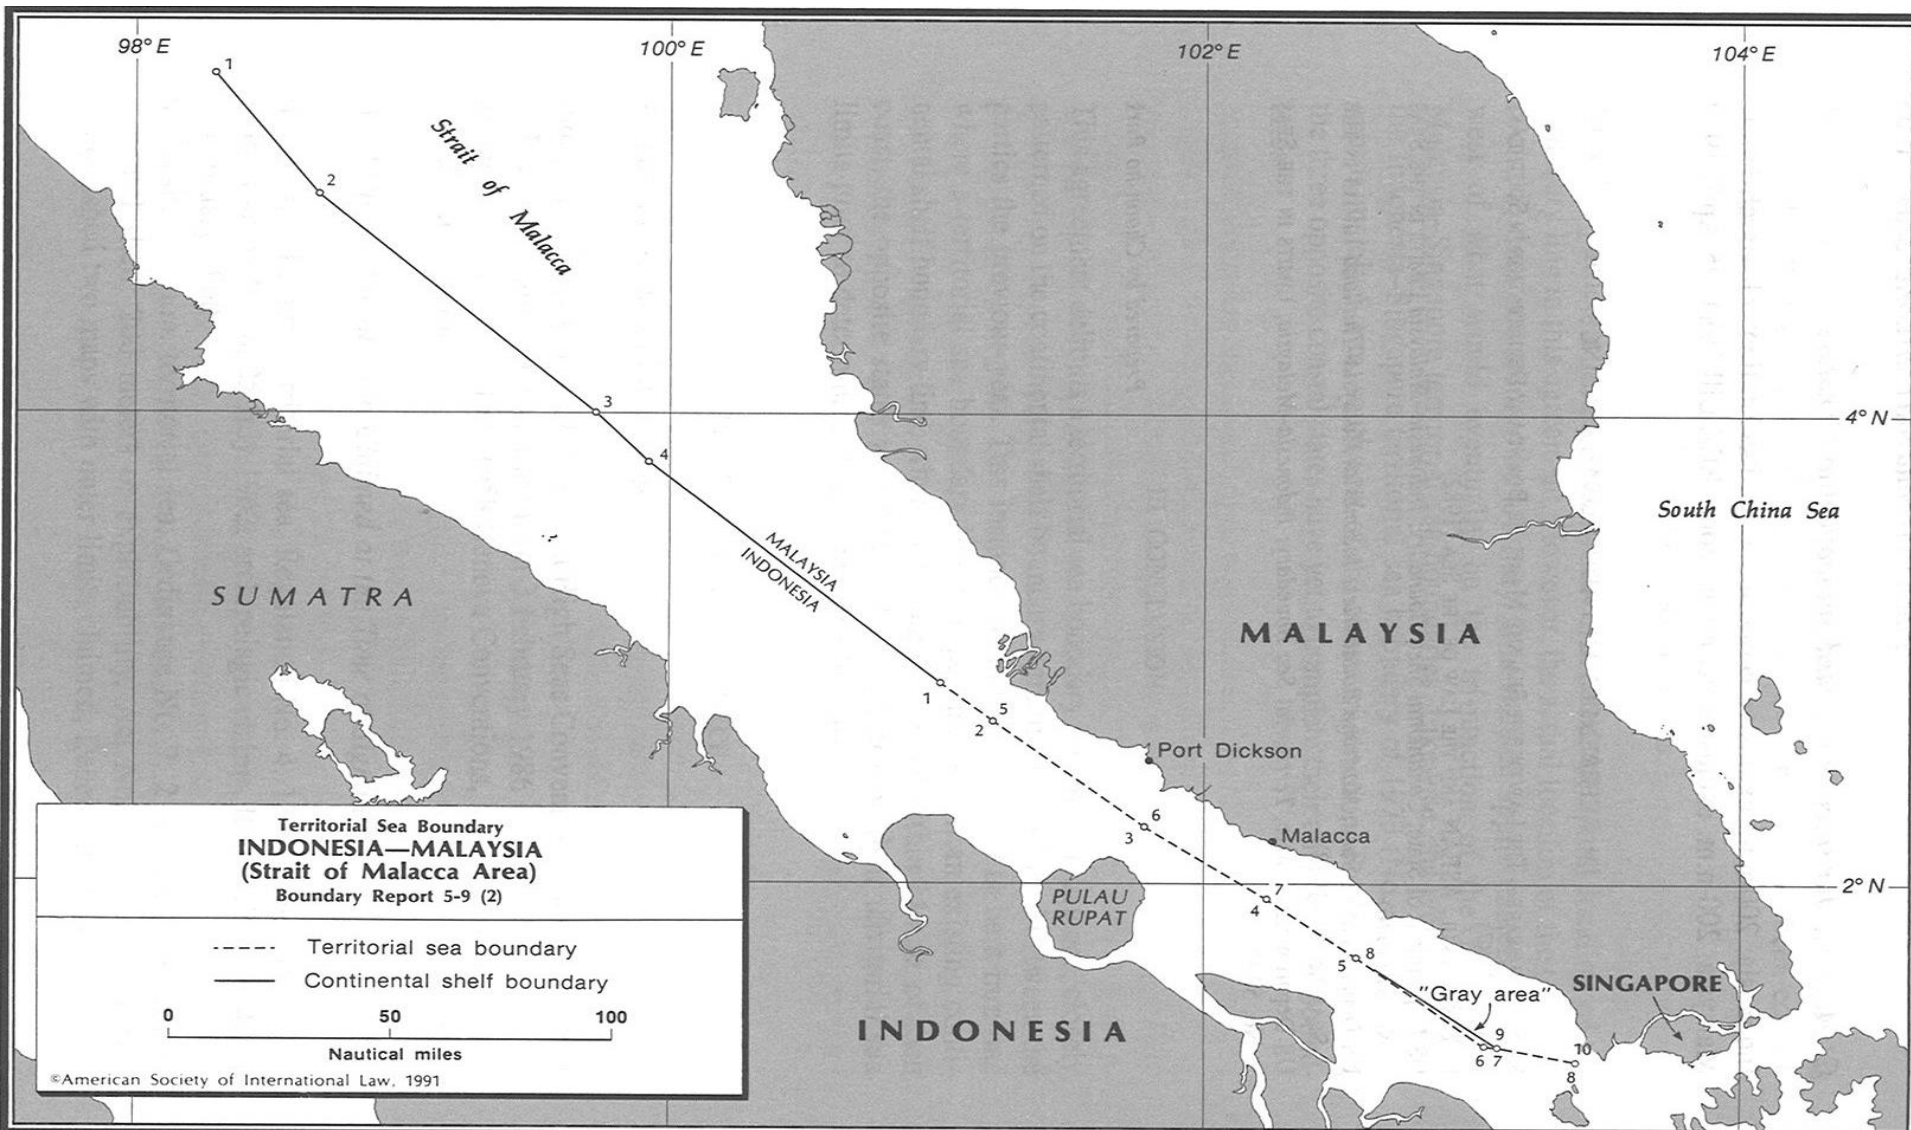 98° E
100° E
102° E
104° E
1
2
Strait of Malacca
3
4
4° N
South China Sea
MALAYSIA
INDONESIA
SUMATRA
MALAYSIA
1
5
2
Port Dickson
6
3
Malacca
7
4
2° N
PULAU
RUPAT
8
5
"Gray area"
SINGAPORE
INDONESIA
9
6 7
10
8
Territorial Sea Boundary
INDONESIA—MALAYSIA
(Strait of Malacca Area)
Boundary Report 5-9 (2)
Territorial sea boundary
Continental shelf boundary
0 50 100
Nautical miles
©American Society of International Law, 1991